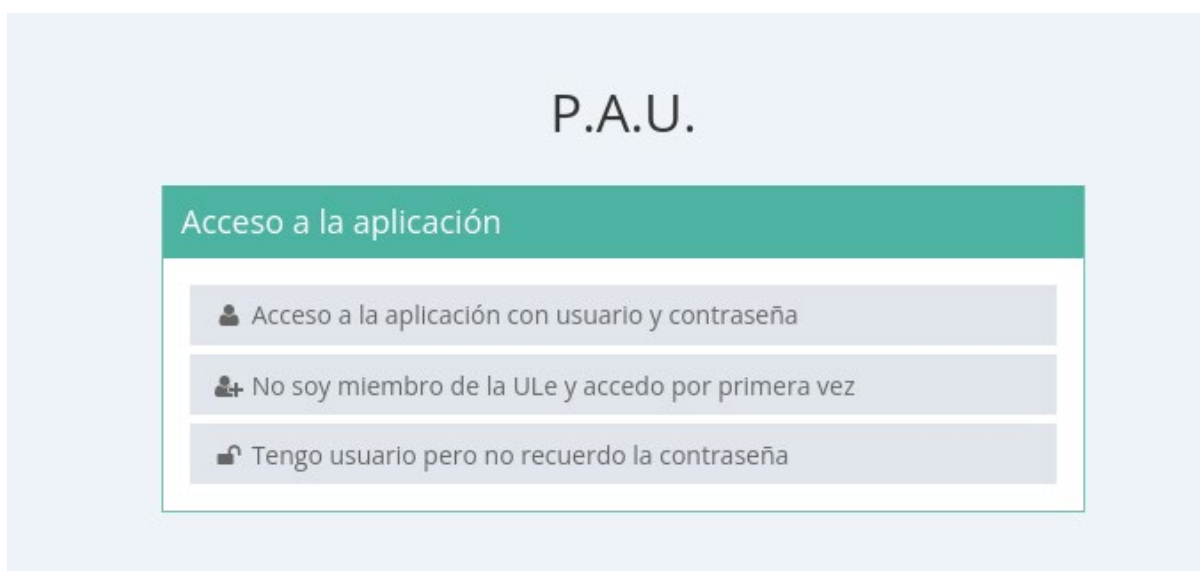 P.A.U.
Acceso a la aplicación
Acceso a la aplicación con usuario y contraseña
No soy miembro de la ULe y accedo por primera vez
Tengo usuario pero no recuerdo la contraseña